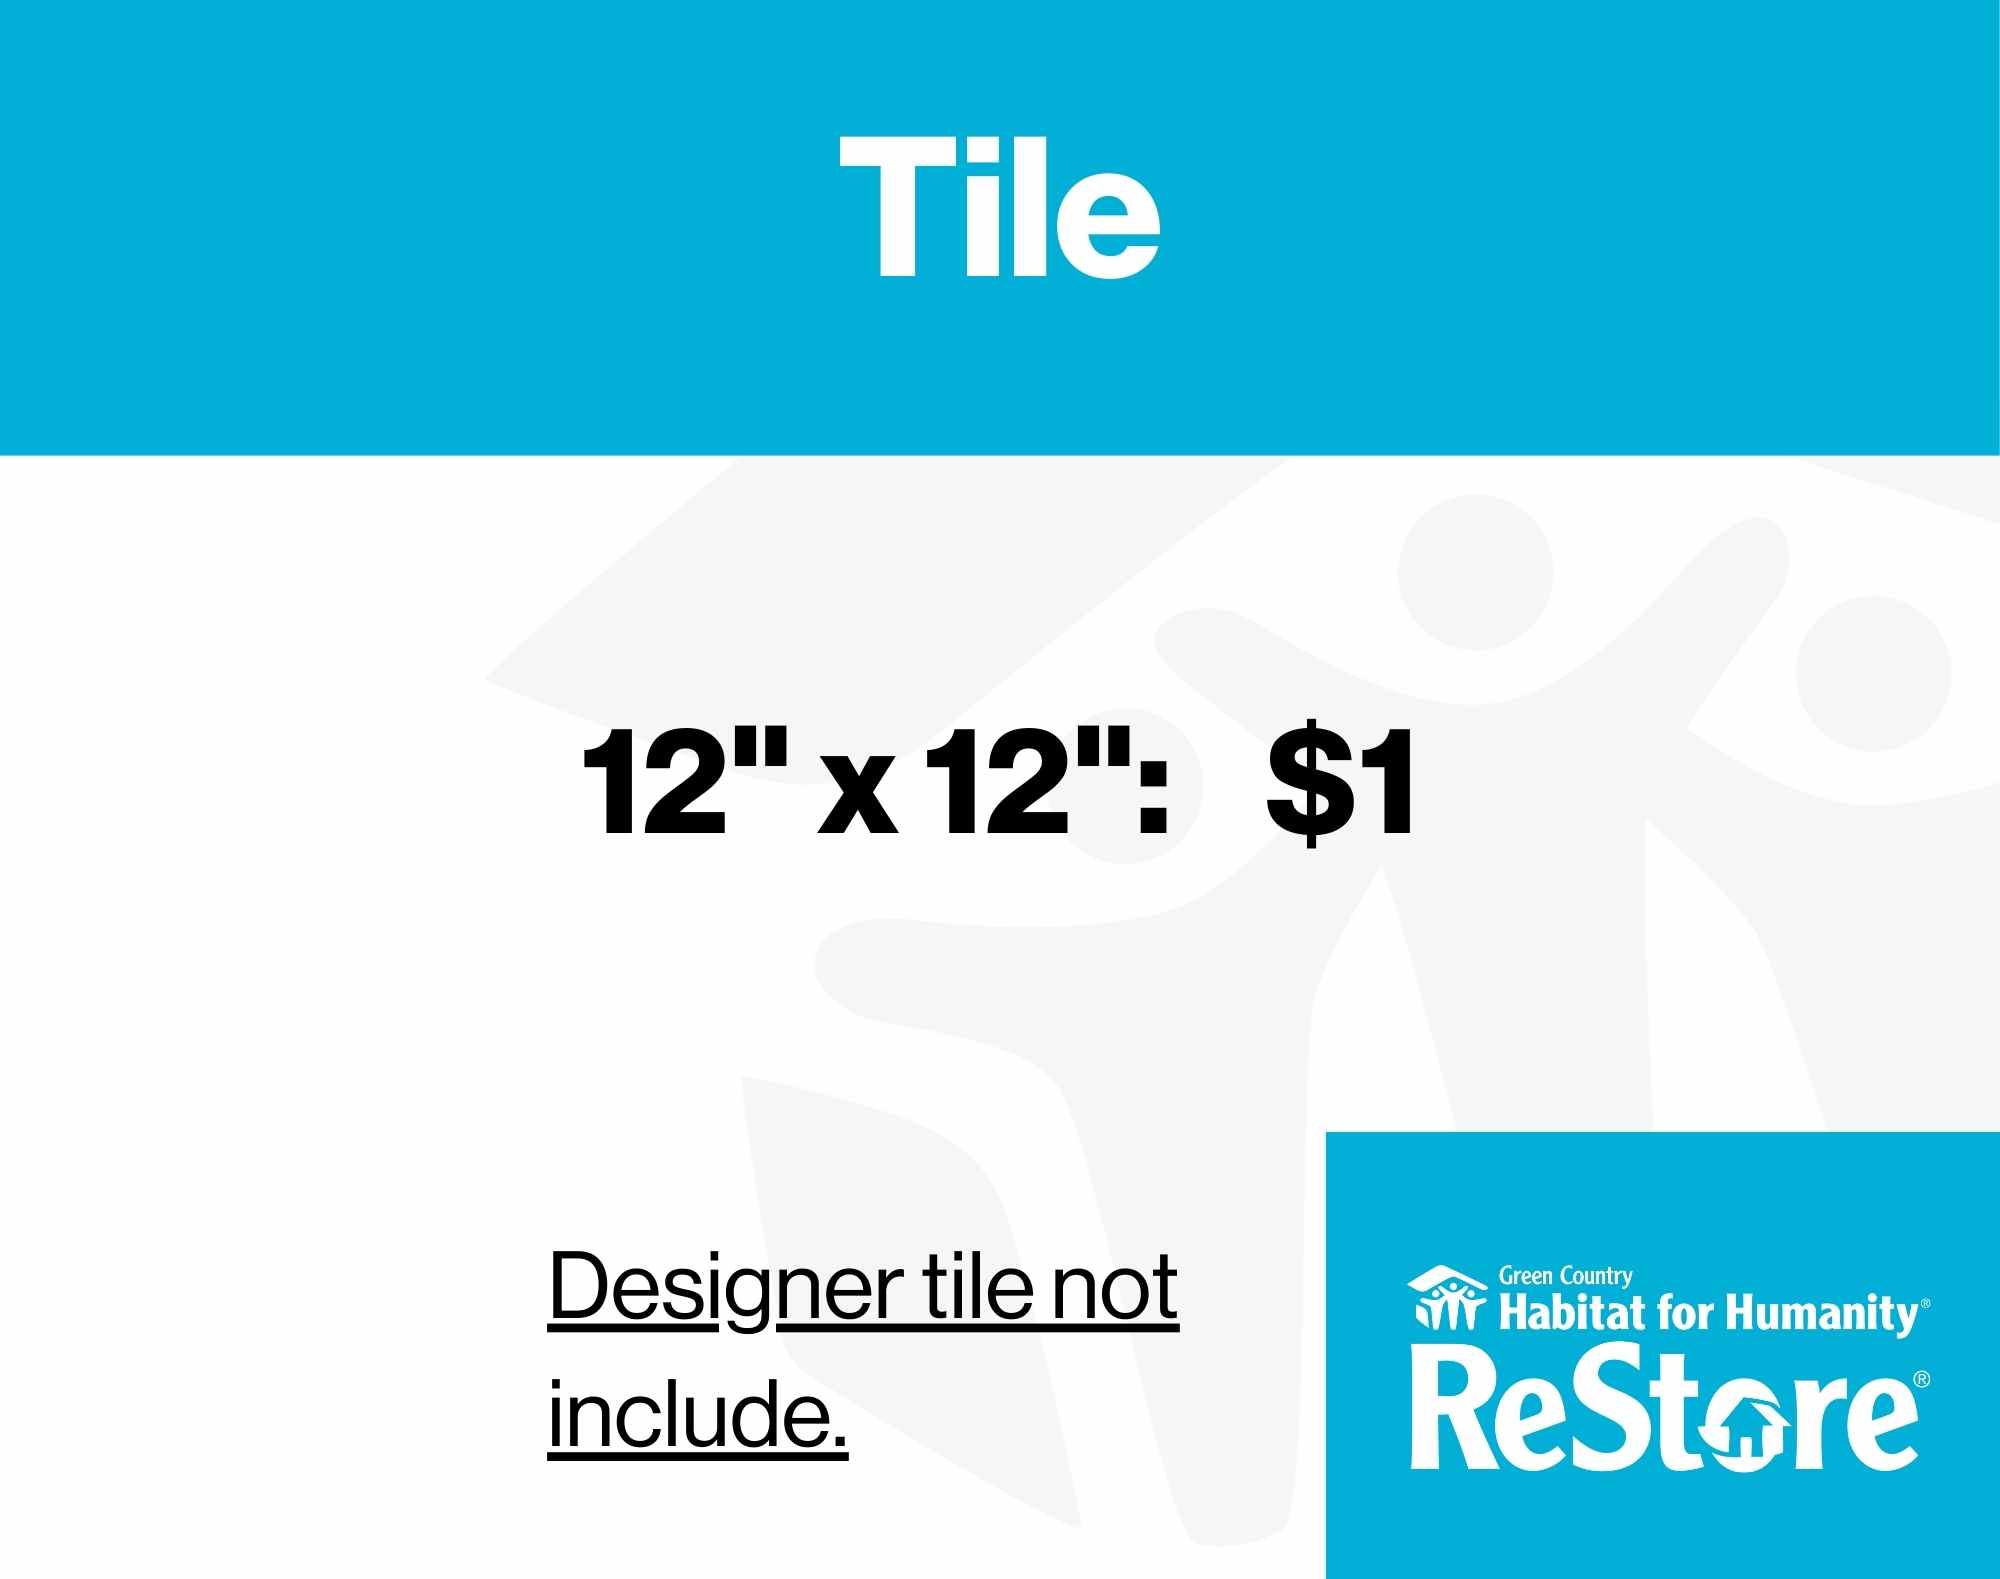 Tile
12" x 12": $1
Designer tile not
include.
Green Country
Habitat for Humanity®
ReStore®